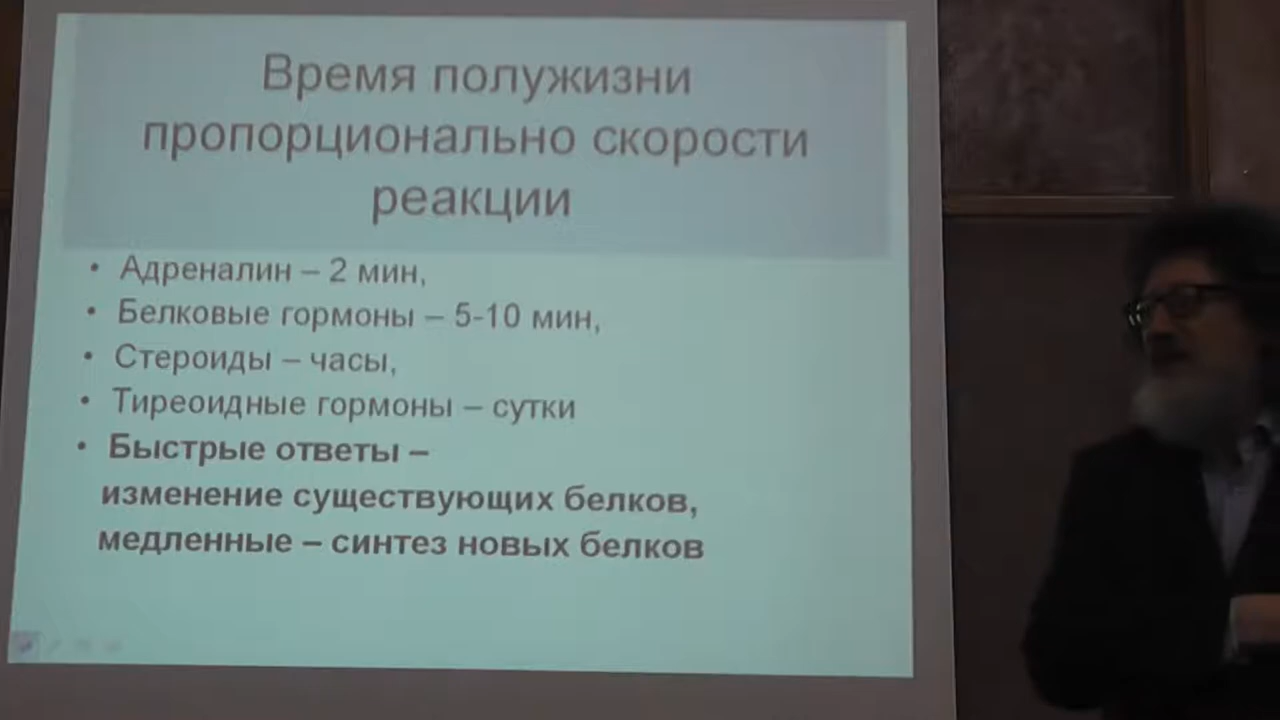 Время полужизни
пропорционально скорости
реакции
• Адреналин – 2 мин,
• Белковые гормоны – 5-10 мин,
• Стероиды – часы,
• Тиреоидные гормоны – сутки
• Быстрые ответы –
изменение существующих белков,
медленные – синтез новых белков